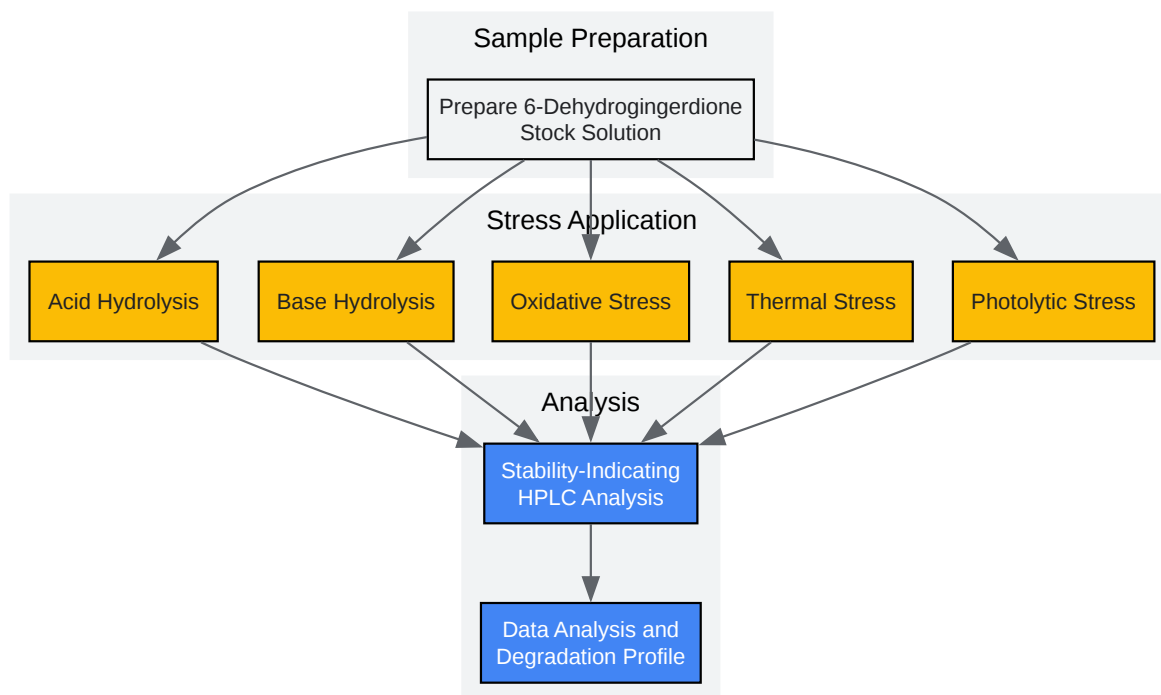 Sample Preparation
Prepare 6-Dehydrogingerdione
Stock Solution
Stress Application
Acid Hydrolysis
Base Hydrolysis
Oxidative Stress
Thermal Stress
Photolytic Stress
Analysis
Stability-Indicating
HPLC Analysis
Data Analysis and
Degradation Profile